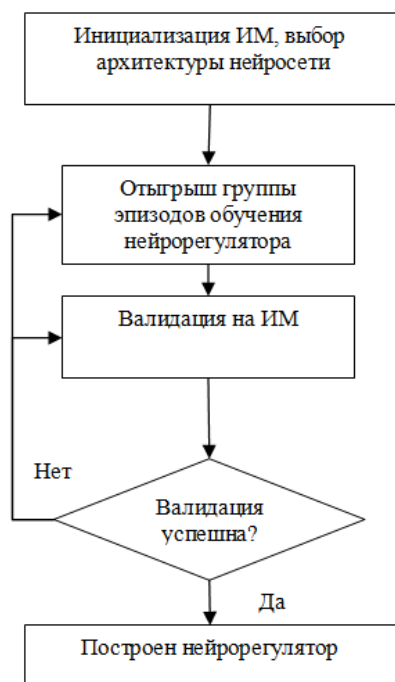 Инициализация ИМ, выбор
архитектуры нейросети
Отыгрыш группы
эпизодов обучения
нейрорегулятора
Валидация на ИМ
Нет
Валидация
успешна?
Да
Построен нейрорегулятор